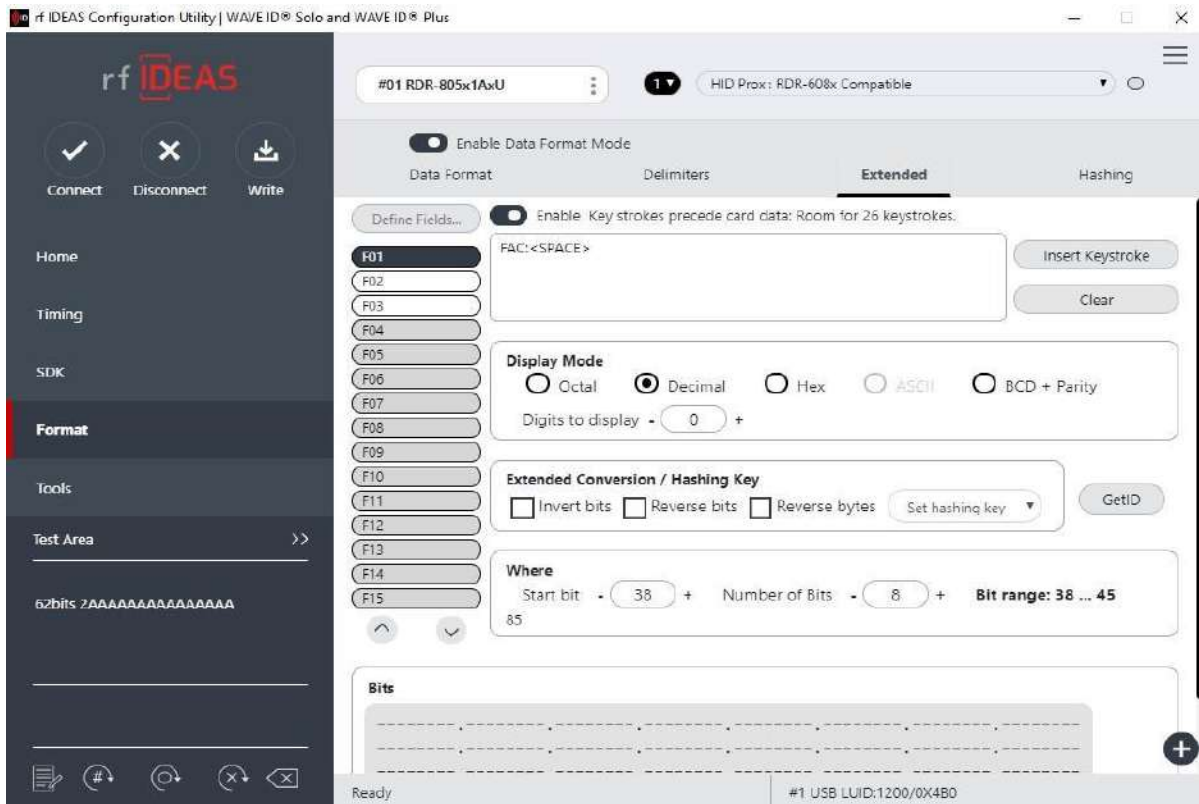 rf IDEAS Configuration Utility | WAVE ID® Solo and WAVE ID® Plus
rf IDEAS
Connect
Disconnect
Write
Home
Timing
SDK
Format
Tools
Test Area >>
62bits 2AAAAAAAAAAAAAAA
#01 RDR-805x1AxU
1
HID Prox: RDR-608x Compatible
Enable Data Format Mode
Data Format
Delimiters
Extended
Hashing
Define Fields...
Enable Key strokes precede card data: Room for 26 keystrokes.
F01
F02
F03
F04
F05
F06
F07
F08
F09
F10
F11
F12
F13
F14
F15
FAC:<SPACE>
Insert Keystroke
Clear
Display Mode
Octal
Decimal
Hex
ASCII
BCD + Parity
Digits to display - 0 +
Extended Conversion / Hashing Key
Invert bits
Reverse bits
Reverse bytes
Set hashing key
GetID
Where
Start bit - 38 + Number of Bits - 8 + Bit range: 38 ... 45
85
Bits
Ready
#1 USB LUID:1200/0X4B0